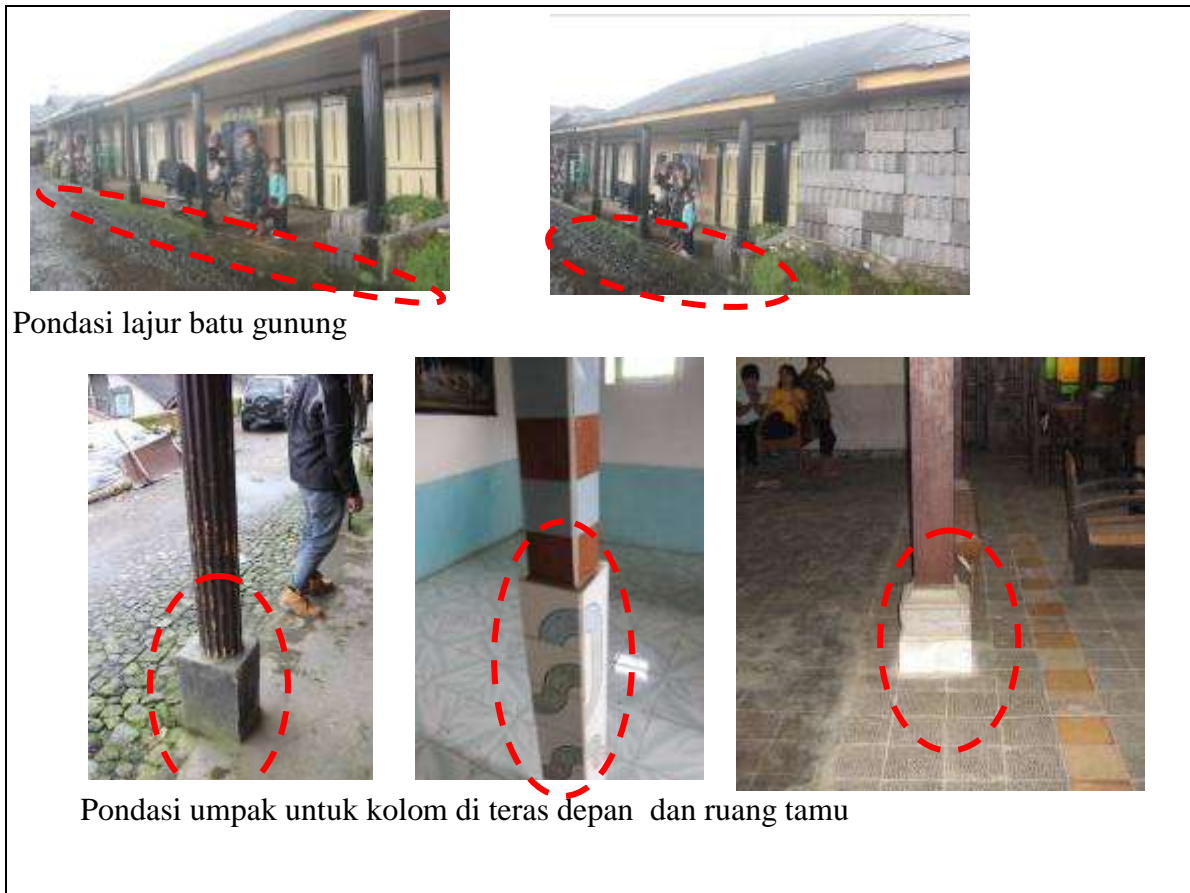 Pondasi lajur batu gunung
Pondasi umpak untuk kolom di teras depan  dan ruang tamu